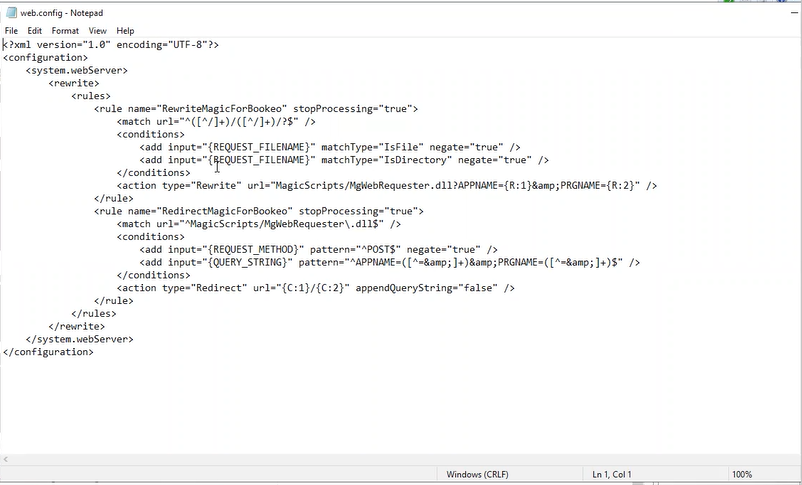 web.config - Notepad
File Edit Format View Help
<?xml version="1.0" encoding="UTF-8"?>
<configuration>
    <system.webServer>
        <rewrite>
            <rules>
                <rule name="RewriteMagicForBookeo" stopProcessing="true">
                    <match url="^([^/]+)/([^/]+)/?$" />
                    <conditions>
                        <add input="{REQUEST_FILENAME}" matchType="IsFile" negate="true" />
                        <add input="{REQUEST_FILENAME}" matchType="IsDirectory" negate="true" />
                    </conditions>
                    <action type="Rewrite" url="MagicScripts/MgWebRequester.dll?APPNAME={R:1}&amp;PRGNAME={R:2}" />
                </rule>
                <rule name="RedirectMagicForBookeo" stopProcessing="true">
                    <match url="^MagicScripts/MgWebRequester\.dll$" />
                    <conditions>
                        <add input="{REQUEST_METHOD}" pattern="^POST$" negate="true" />
                        <add input="{QUERY_STRING}" pattern="^APPNAME=([^=&amp;]+)&amp;PRGNAME=([^=&amp;]+)$" />
                    </conditions>
                    <action type="Redirect" url="{C:1}/{C:2}" appendQueryString="false" />
                </rule>
            </rules>
        </rewrite>
    </system.webServer>
</configuration>
Windows (CRLF) Ln 1, Col 1 100%